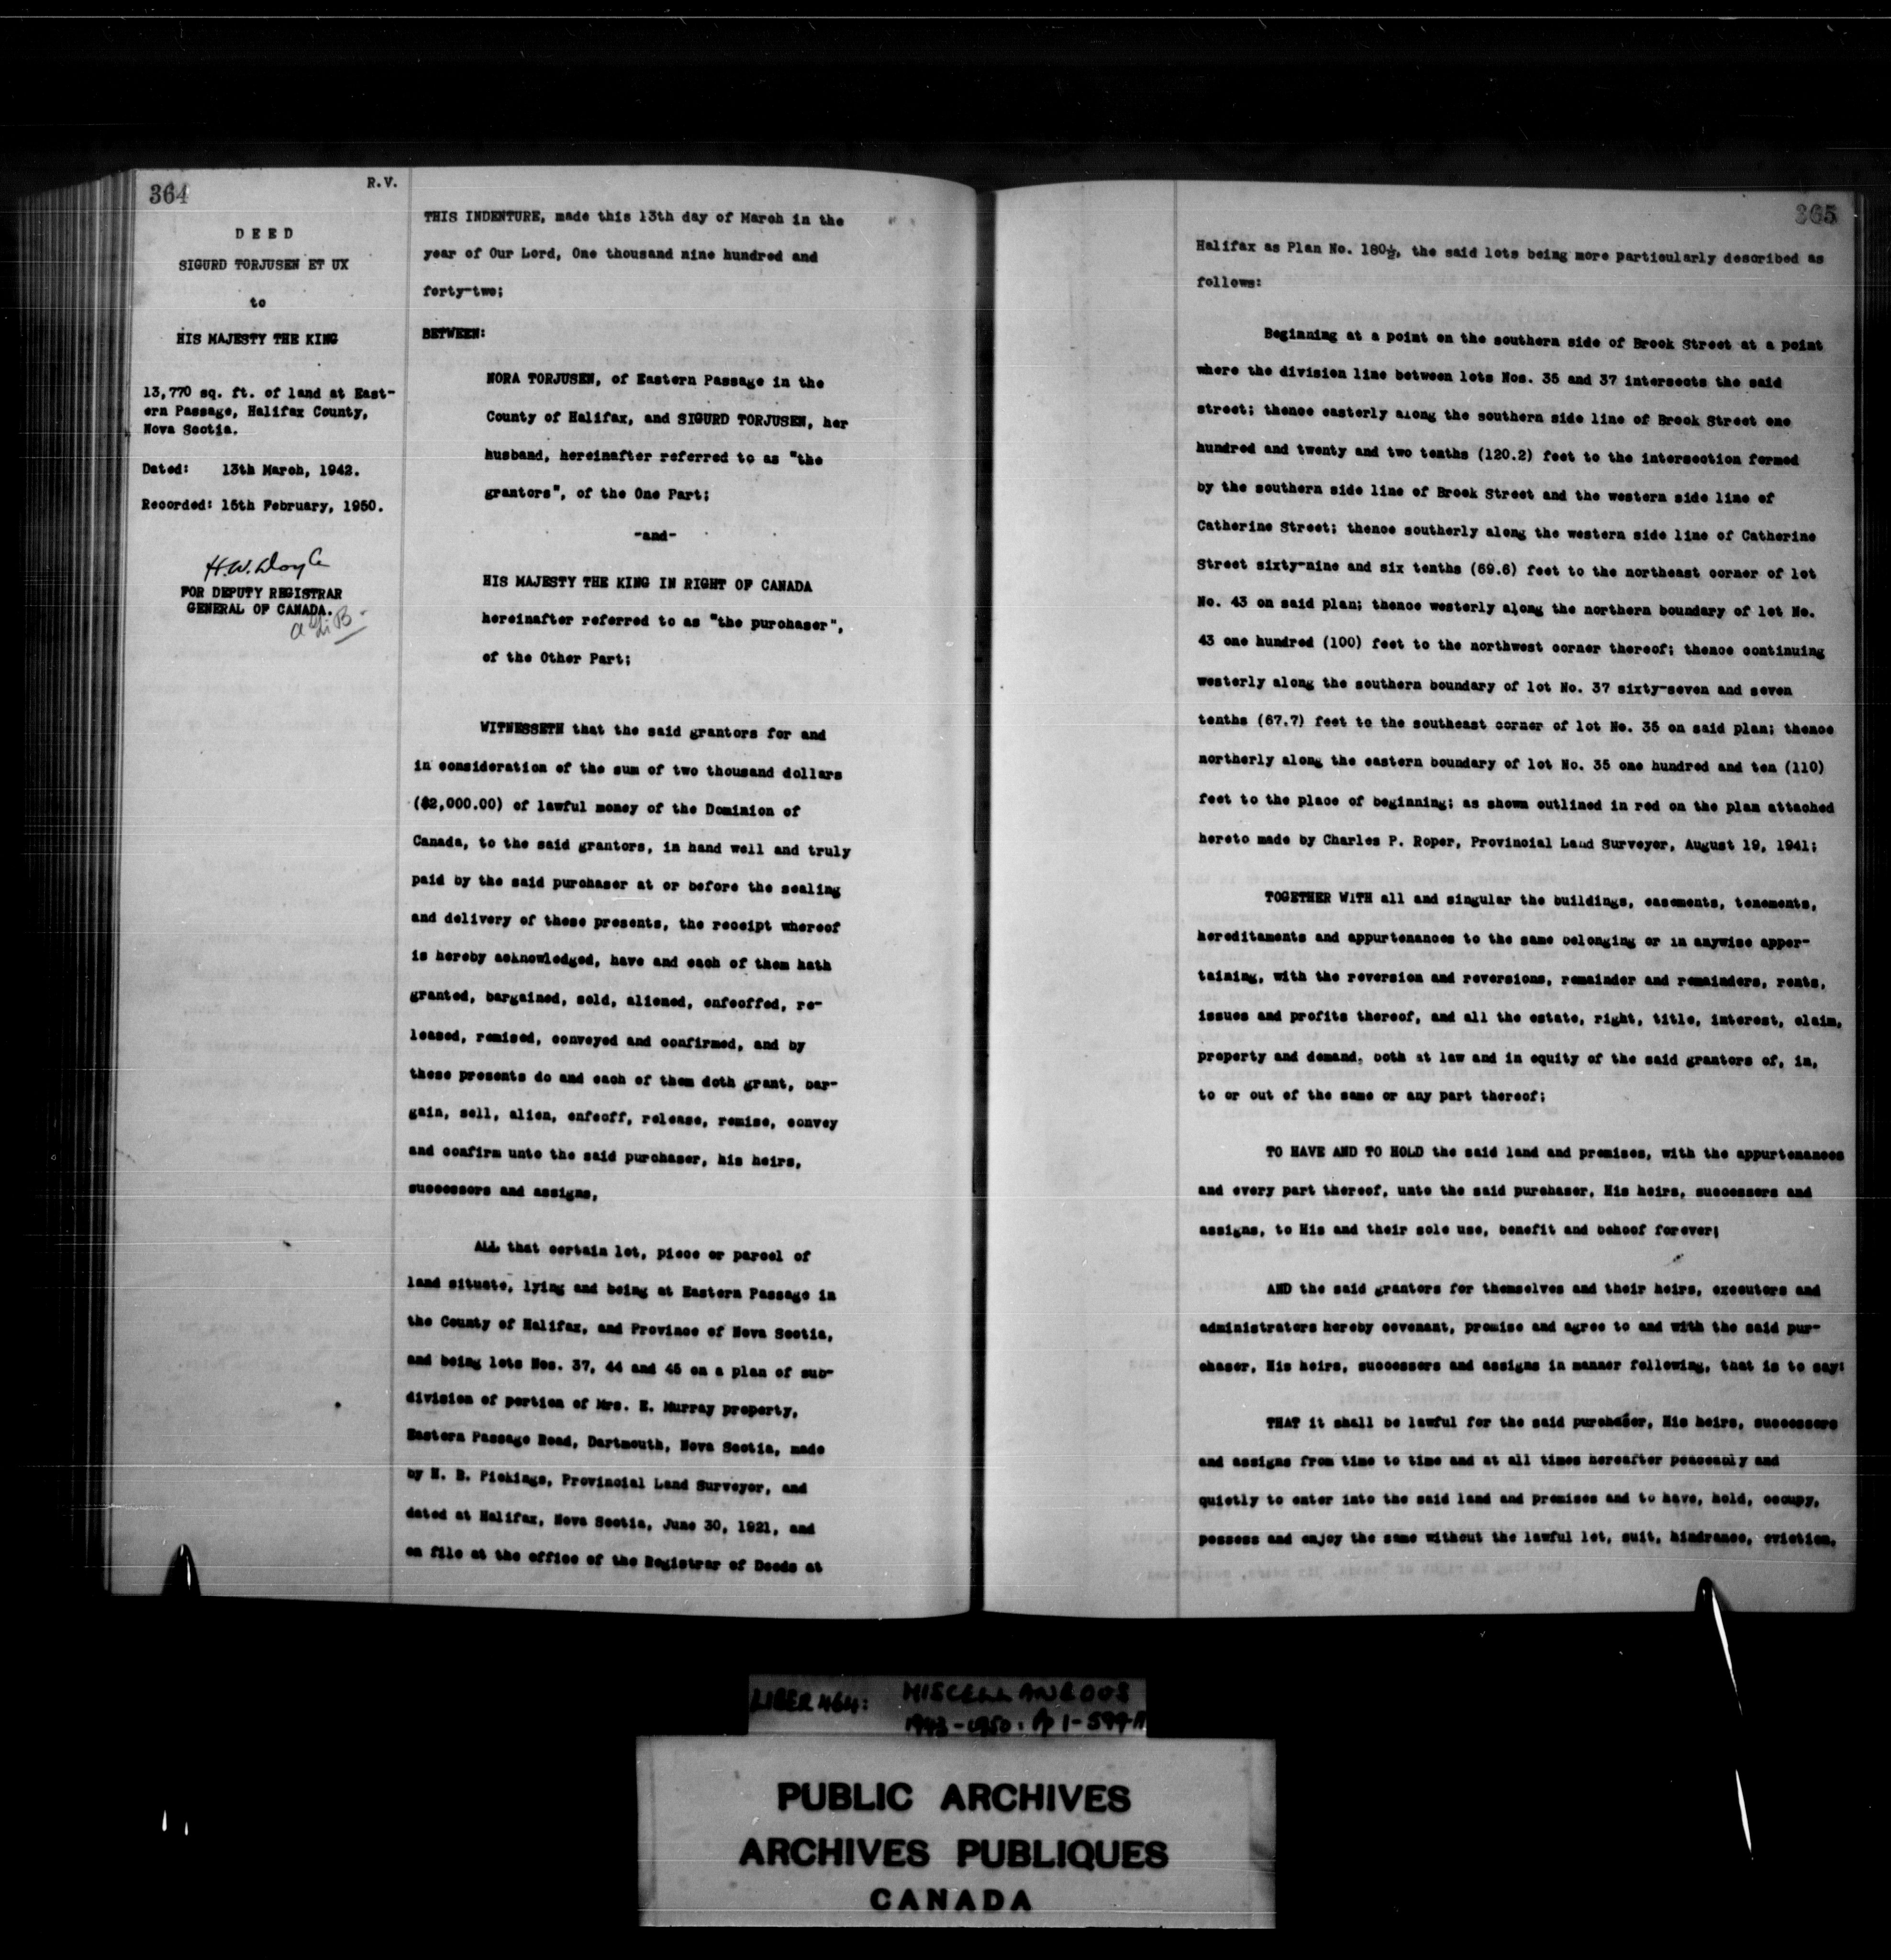 364
R.V.
D E E D
SIGURD TORJUSEN ET UX
to
HIS MAJESTY THE KING
13,770 sq. ft. of land at East-
ern Passage, Halifax County,
Nova Scotia.
Dated: 13th March, 1942.
Recorded: 15th February, 1950.
H.W. Doyle
FOR DEPUTY REGISTRAR
GENERAL OF CANADA.
THIS INDENTURE, made this 13th day of March in the
year of Our Lord, One thousand nine hundred and
forty-two;
BETWEEN:
NORA TORJUSEN, of Eastern Passage in the
County of Halifax, and SIGURD TORJUSEN, her
husband, hereinafter referred to as "the
grantors", of the One Part;
-and-
HIS MAJESTY THE KING IN RIGHT OF CANADA
hereinafter referred to as "the purchaser",
of the Other Part;
WITNESSETH that the said grantors for and
in consideration of the sum of two thousand dollars
($2,000.00) of lawful money of the Dominion of
Canada, to the said grantors, in hand well and truly
paid by the said purchaser at or before the sealing
and delivery of these presents, the receipt whereof
is hereby acknowledged, have and each of them hath
granted, bargained, sold, aliened, enfeoffed, re-
leased, remised, conveyed and confirmed, and by
these presents do and each of them doth grant, bar-
gain, sell, alien, enfeoff, release, remise, convey
and confirm unto the said purchaser, his heirs,
successors and assigns,
ALL that certain lot, piece or parcel of
land situate, lying and being at Eastern Passage in
the County of Halifax, and Province of Nova Scotia,
and being lots Nos. 37, 44 and 45 on a plan of sub-
division of portion of Mrs. E. Murray property,
Eastern Passage Road, Dartmouth, Nova Scotia, made
by H. B. Pickings, Provincial Land Surveyor, and
dated at Halifax, Nova Scotia, June 30, 1921, and
on file at the office of the Registrar of Deeds at
365
Halifax as Plan No. 180½, the said lots being more particularly described as
follows:
Beginning at a point on the southern side of Brook Street at a point
where the division line between lots Nos. 35 and 37 intersects the said
street; thence easterly along the southern side line of Brook Street one
hundred and twenty and two tenths (120.2) feet to the intersection formed
by the southern side line of Brook Street and the western side line of
Catherine Street; thence southerly along the western side line of Catherine
Street sixty-nine and six tenths (69.6) feet to the northeast corner of lot
No. 43 on said plan; thence westerly along the northern boundary of lot No.
43 one hundred (100) feet to the northwest corner thereof; thence continuing
westerly along the southern boundary of lot No. 37 sixty-seven and seven
tenths (67.7) feet to the southeast corner of lot No. 35 on said plan; thence
northerly along the eastern boundary of lot No. 35 one hundred and ten (110)
feet to the place of beginning; as shown outlined in red on the plan attached
hereto made by Charles P. Roper, Provincial Land Surveyor, August 19, 1941;
TOGETHER WITH all and singular the buildings, easements, tenements,
hereditaments and appurtenances to the same belonging or in anywise apper-
taining, with the reversion and reversions, remainder and remainders, rents,
issues and profits thereof, and all the estate, right, title, interest, claim,
property and demand, both at law and in equity of the said grantors of, in,
to or out of the same or any part thereof;
TO HAVE AND TO HOLD the said land and premises, with the appurtenances
and every part thereof, unto the said purchaser, His heirs, successors and
assigns, to His and their sole use, benefit and behoof forever;
AND the said grantors for themselves and their heirs, executors and
administrators hereby covenant, promise and agree to and with the said pur-
chaser, His heirs, successors and assigns in manner following, that is to say:
THAT it shall be lawful for the said purchaser, His heirs, successors
and assigns from time to time and at all times hereafter peaceably and
quietly to enter into the said land and premises and to have, hold, occupy,
possess and enjoy the same without the lawful let, suit, hindrance, eviction,
LIBER 464: MISCELLANEOUS
PUBLIC ARCHIVES
ARCHIVES PUBLIQUES
CANADA